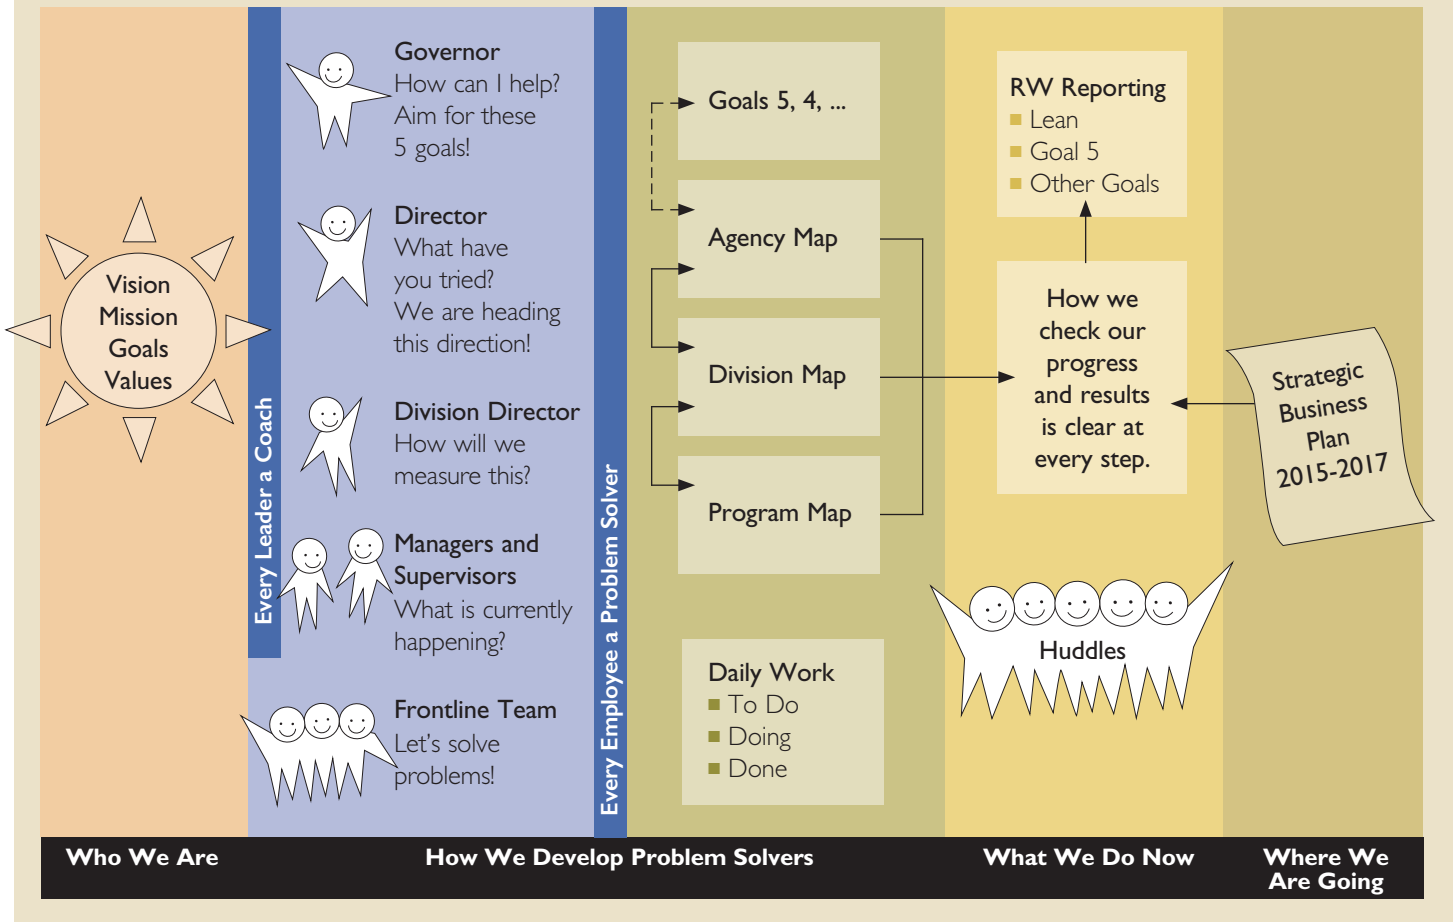 Vision
Mission
Goals
Values
Every Leader a Coach
Governor
How can I help?
Aim for these
5 goals!
Director
What have
you tried?
We are heading
this direction!
Division Director
How will we
measure this?
Managers and
Supervisors
What is currently
happening?
Frontline Team
Let's solve
problems!
Every Employee a Problem Solver
Goals 5, 4, ...
Agency Map
Division Map
Program Map
Daily Work
To Do
Doing
Done
RW Reporting
Lean
Goal 5
Other Goals
How we
check our
progress
and results
is clear at
every step.
Huddles
Strategic
Business
Plan
2015-2017
Who We Are
How We Develop Problem Solvers
What We Do Now
Where We
Are Going